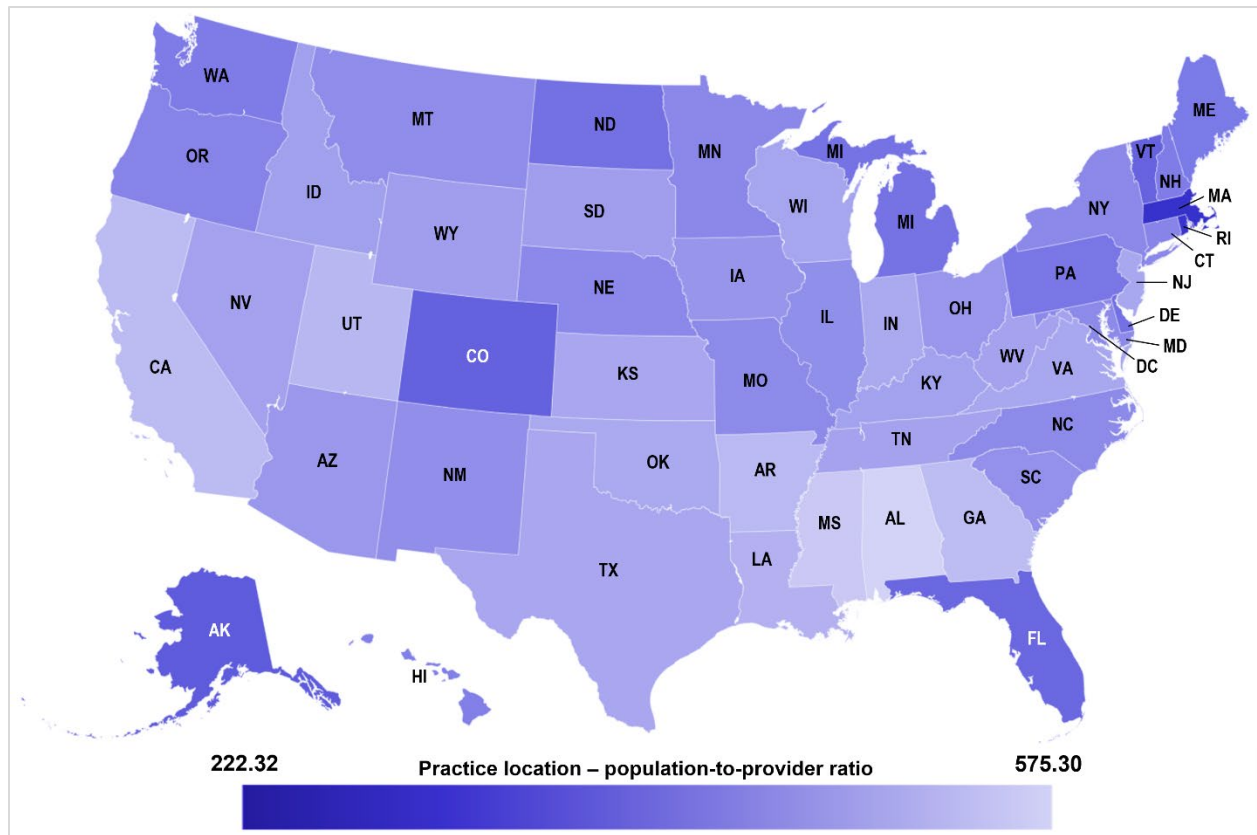 WA
MT
ND
MN
MI
ME
VT
NH
OR
ID
SD
WI
NY
MA
RI
CT
WY
MI
IA
PA
NJ
NE
NV
UT
CO
IL
IN
OH
DE
MD
DC
CA
KS
MO
WV
VA
KY
NC
TN
AZ
NM
OK
AR
SC
MS
AL
GA
TX
LA
AK
HI
FL
222.32 Practice location – population-to-provider ratio 575.30